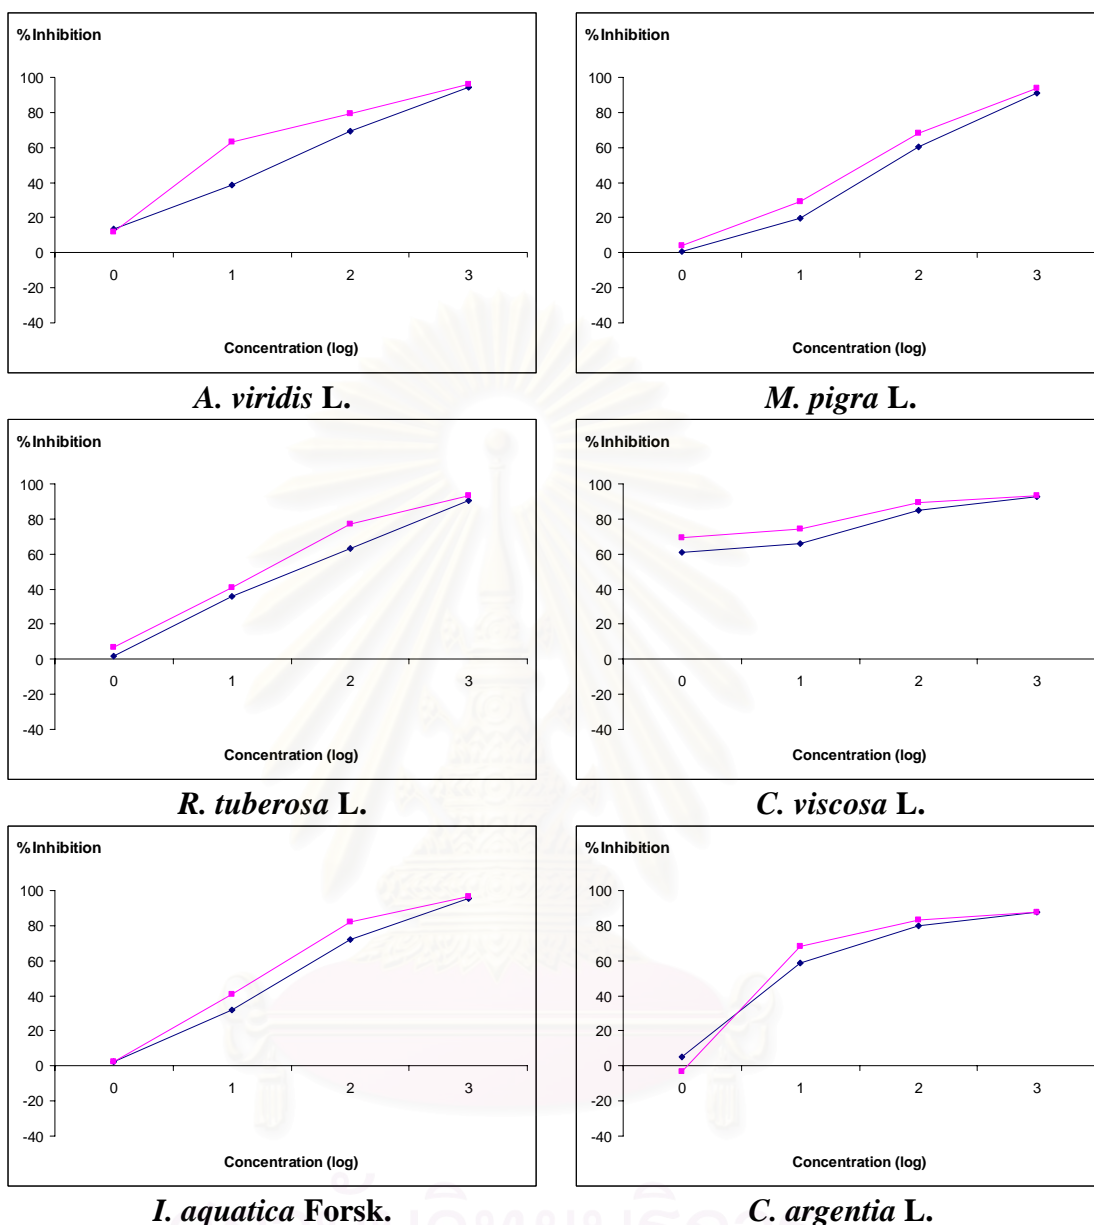 %Inhibition
100
80
60
40
20
0
-20
-40
0 1 2 3
Concentration (log)
A. viridis L.
%Inhibition
100
80
60
40
20
0
-20
-40
0 1 2 3
Concentration (log)
M. pigra L.
%Inhibition
100
80
60
40
20
0
-20
-40
0 1 2 3
Concentration (log)
R. tuberosa L.
%Inhibition
100
80
60
40
20
0
-20
-40
0 1 2 3
Concentration (log)
C. viscosa L.
%Inhibition
100
80
60
40
20
0
-20
-40
0 1 2 3
Concentration (log)
I. aquatica Forsk.
%Inhibition
100
80
60
40
20
0
-20
-40
0 1 2 3
Concentration (log)
C. argentia L.